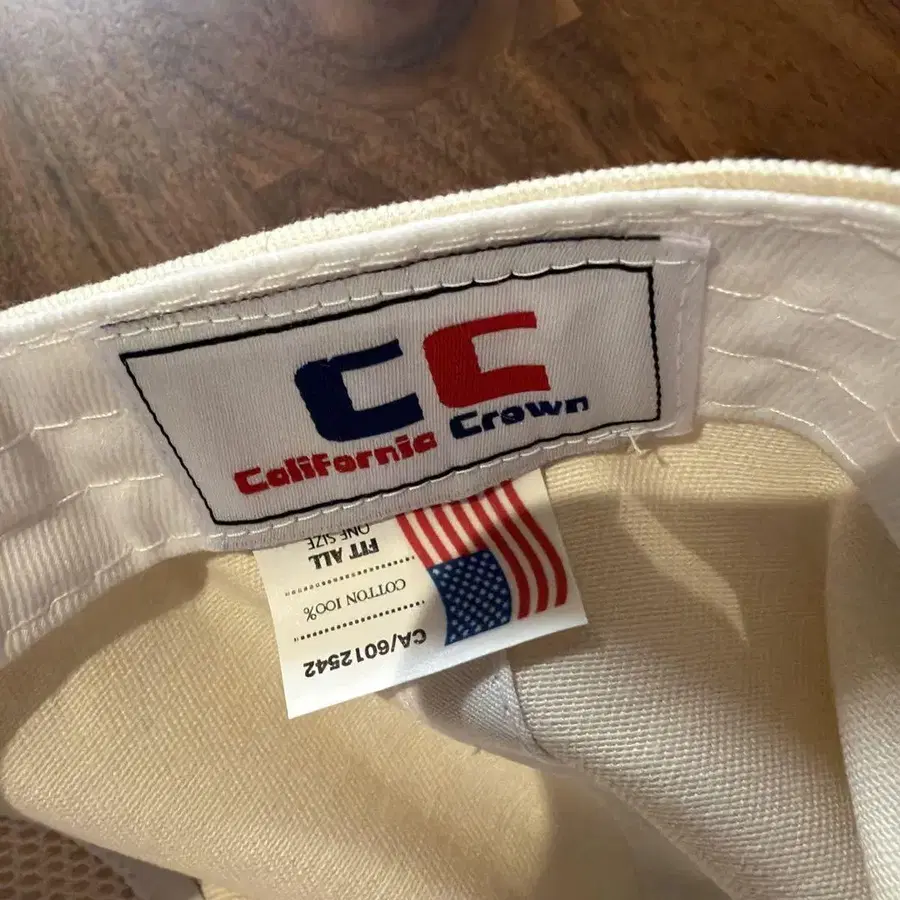 CC
California Crown
ONE SIZE
FIT ALL
COTTON 100%
CA/6012542